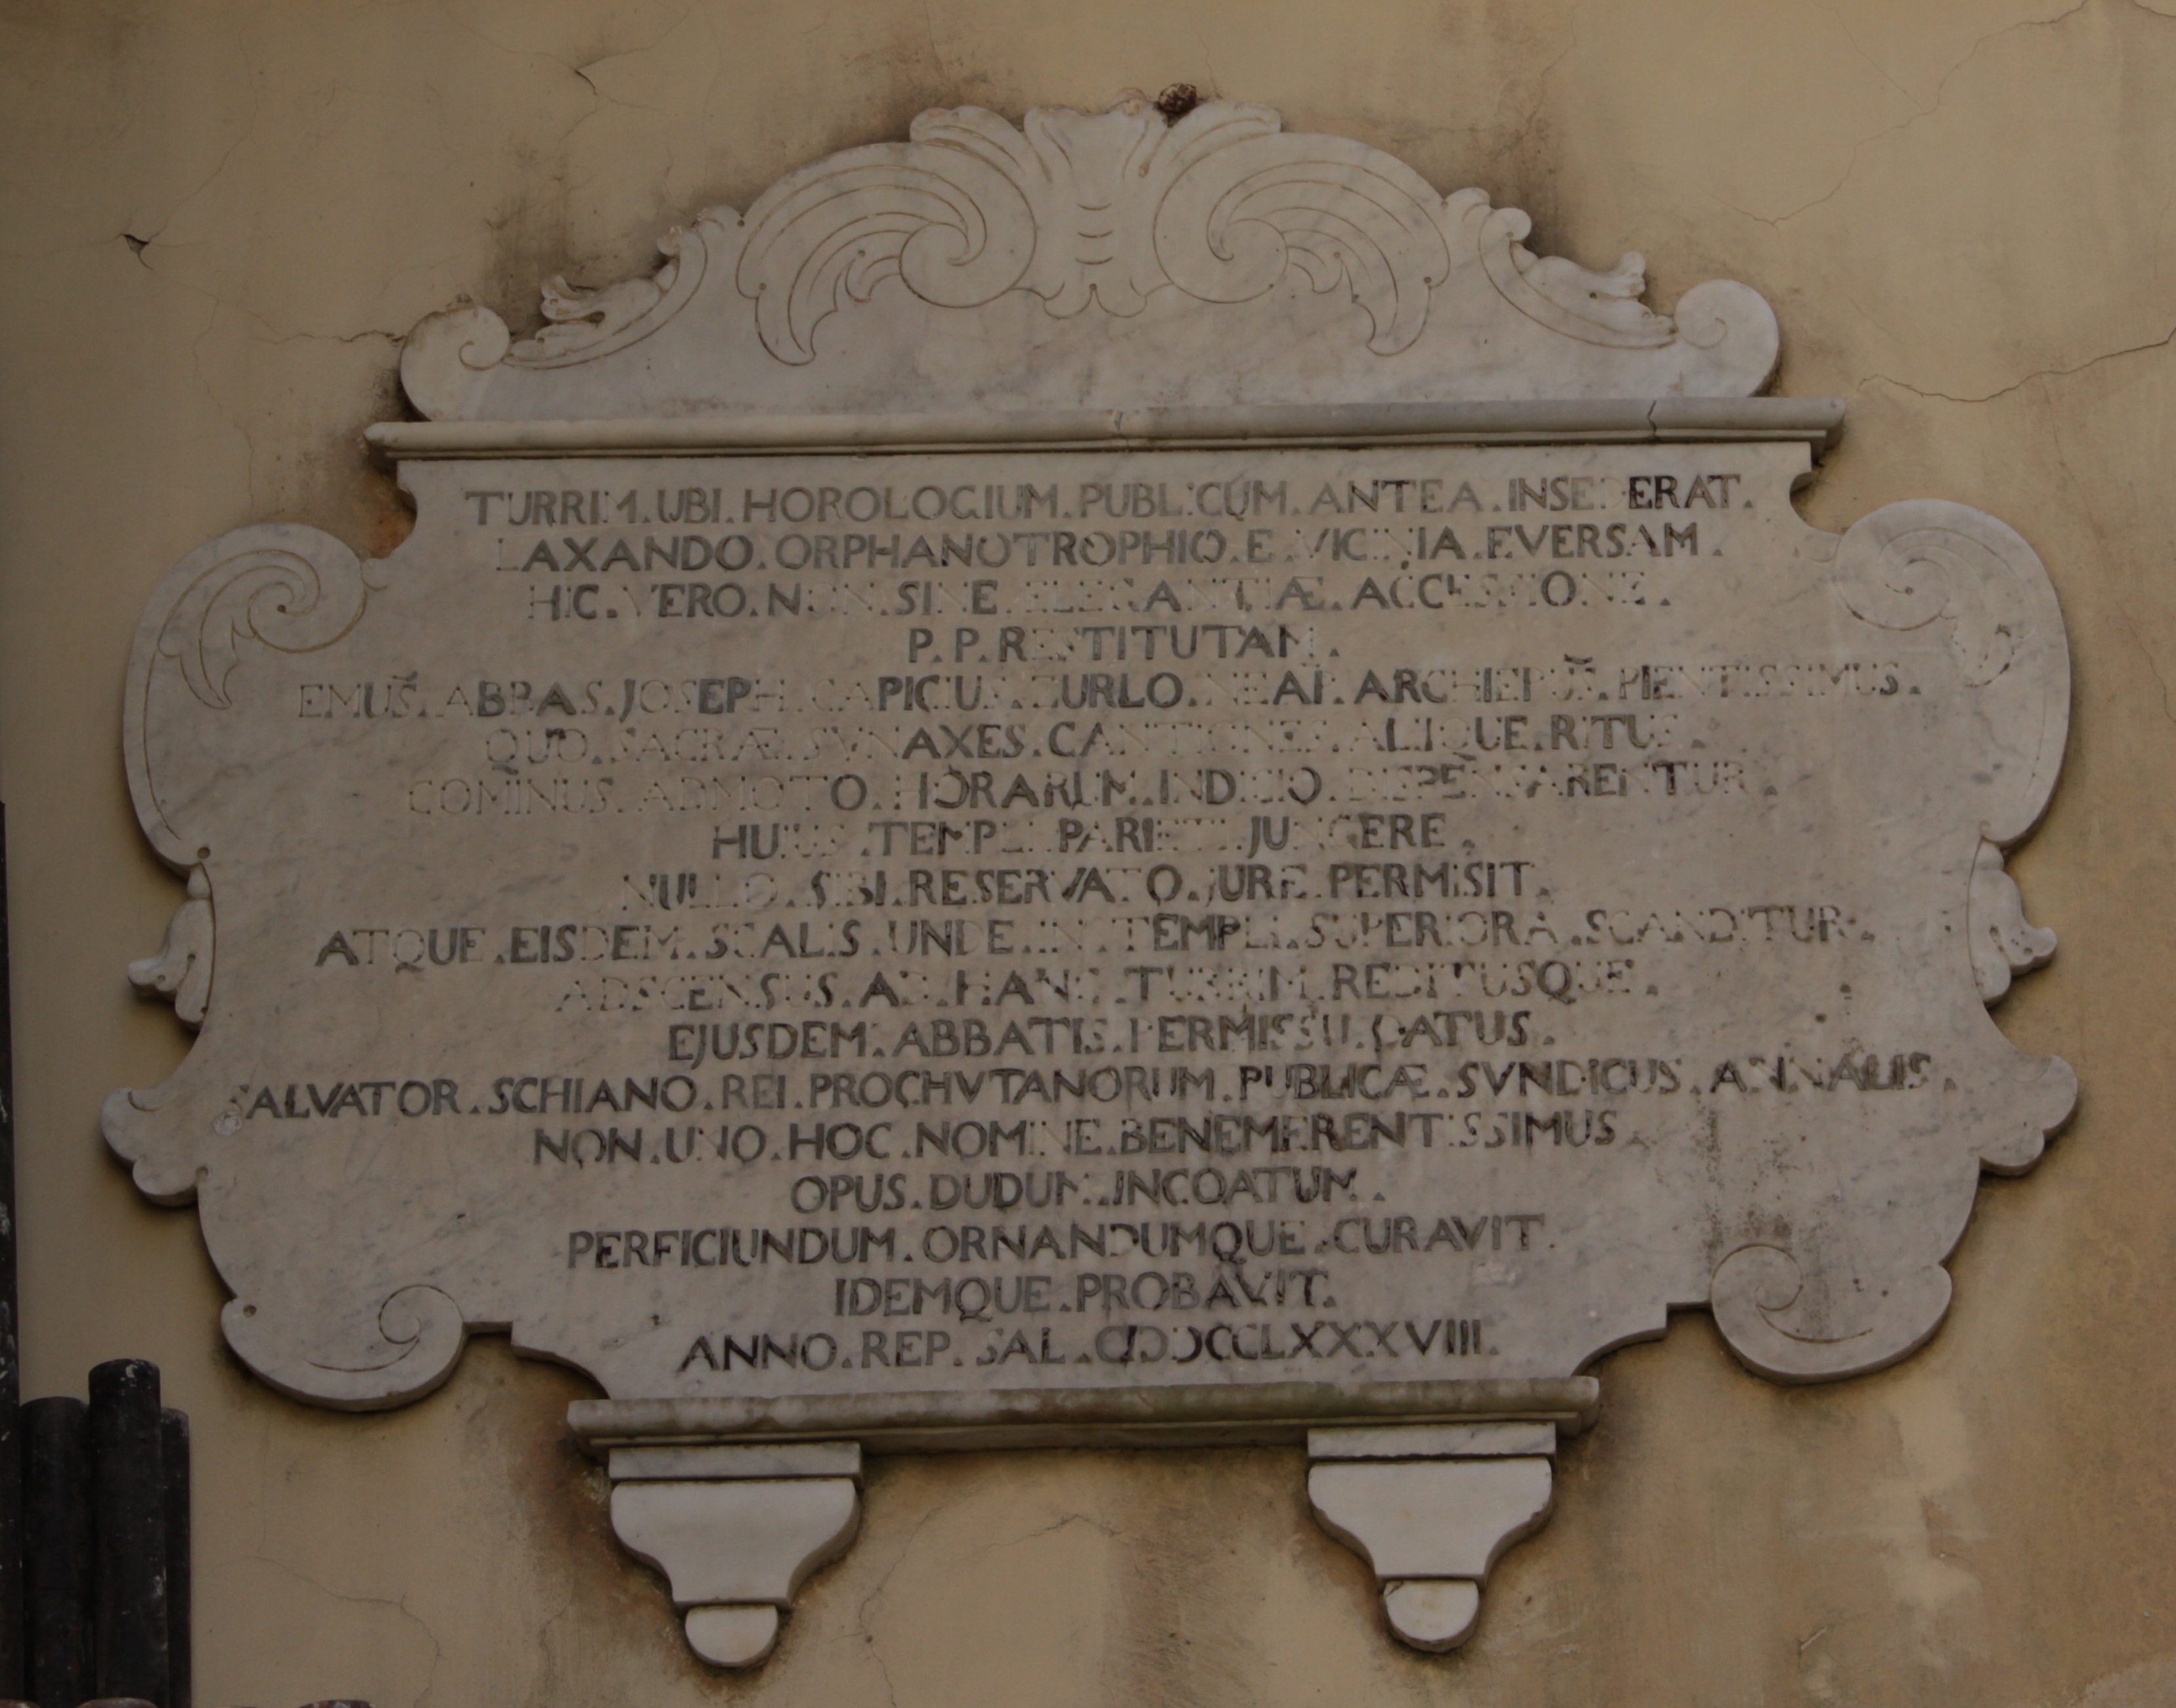 TURRIM. UBI. HOROLOGIUM. PUBLICUM. ANTEA. INSEDERAT.
LAXANDO. ORPHANOTROPHIO. E. VICINIA. EVERSAM.
HIC. VERO. NON. SINE. ELEGANTIÆ. ACCESSIONE.
P. P. RESTITUTAM.
EMUS̃. ABBAS. JOSEPH. CAPICIUS. ZURLO. NEAP. ARCHIEPUS̃. PIENTISSIMUS.
QUO. SACRÆ. SYNAXES. CANTIONES. ALIIQUE. RITUS.
COMINUS. ADMOTO. HORARUM. INDICIO. DISPENSARENTUR.
HUIUS. TEMPLI. PARIETI. JUNGERE.
NULLO. SIBI. RESERVATO. JURE. PERMISIT.
ATQUE. EISDEM. SCALIS. UNDE. IN. TEMPLI. SUPERIORA. SCANDITUR.
ADSCENSUS. AD. HANC. TURRIM. REDITUSQUE.
EJUSDEM. ABBATIS. PERMISSU. DATUS.
SALVATOR. SCHIANO. REI. PROCHYTANORUM. PUBLICÆ. SYNDICUS. ANNALIS.
NON. UNO. HOC. NOMINE. BENEMERENTISSIMUS.
OPUS. DUDUM. INCOATUM.
PERFICIUNDUM. ORNANDUMQUE. CURAVIT.
IDEMQUE. PROBAVIT.
ANNO. REP. SAL. CIƆIƆCCLXXXVIII.